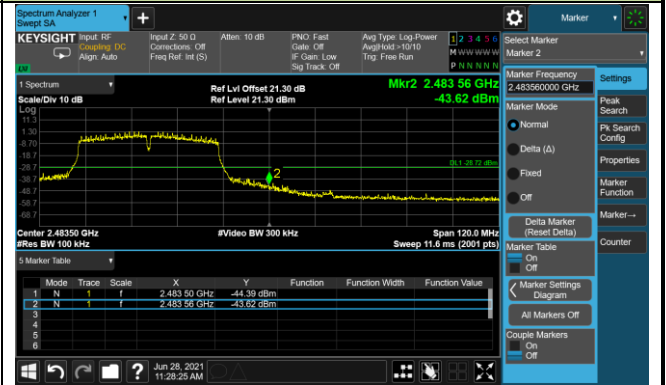 Spectrum Analyzer 1
Swept SA
Marker
KEYSIGHT
Input: RF
Coupling: DC
Align: Auto
Input Z: 50 Ω
Corrections: Off
Freq Ref: Int (S)
Atten: 10 dB
PNO: Fast
Gate: Off
IF Gain: Low
Sig Track: Off
Avg Type: Log-Power
Avg|Hold:>10/10
Trig: Free Run
1 2 3 4 5 6
M W W W W W
P N N N N N
Select Marker
Marker 2
1 Spectrum
Scale/Div 10 dB
Log
Ref Lvl Offset 21.30 dB
Ref Level 21.30 dBm
Mkr2 2.483 56 GHz
-43.62 dBm
11.3
1.30
-8.70
-18.7
-28.7
-38.7
-48.7
-58.7
-68.7
DL1 -28.72 dBm
2
Center 2.48350 GHz
#Res BW 100 kHz
#Video BW 300 kHz
Span 120.0 MHz
Sweep 11.6 ms (2001 pts)
5 Marker Table
Mode Trace Scale X Y Function Function Width Function Value
1 N 1 f 2.483 50 GHz -44.39 dBm
2 N 1 f 2.483 56 GHz -43.62 dBm
3
4
5
6
Jun 28, 2021
11:28:25 AM
Marker Frequency
2.483560000 GHz
Marker Mode
Normal
Delta (Δ)
Fixed
Off
Delta Marker
(Reset Delta)
Marker Table
On
Off
Marker Settings
Diagram
All Markers Off
Couple Markers
On
Off
Settings
Peak
Search
Pk Search
Config
Properties
Marker
Function
Marker→
Counter